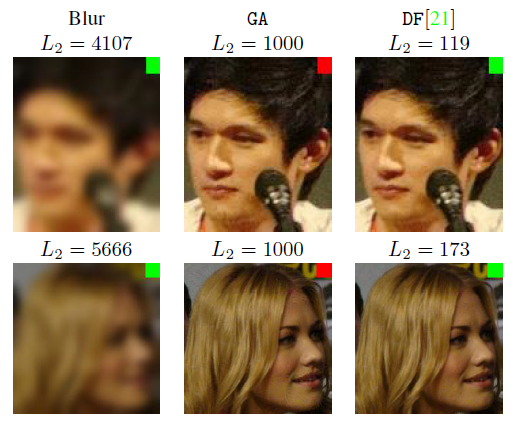 Blur GA DF[21]
L₂ = 4107 L₂ = 1000 L₂ = 119
L₂ = 5666 L₂ = 1000 L₂ = 173